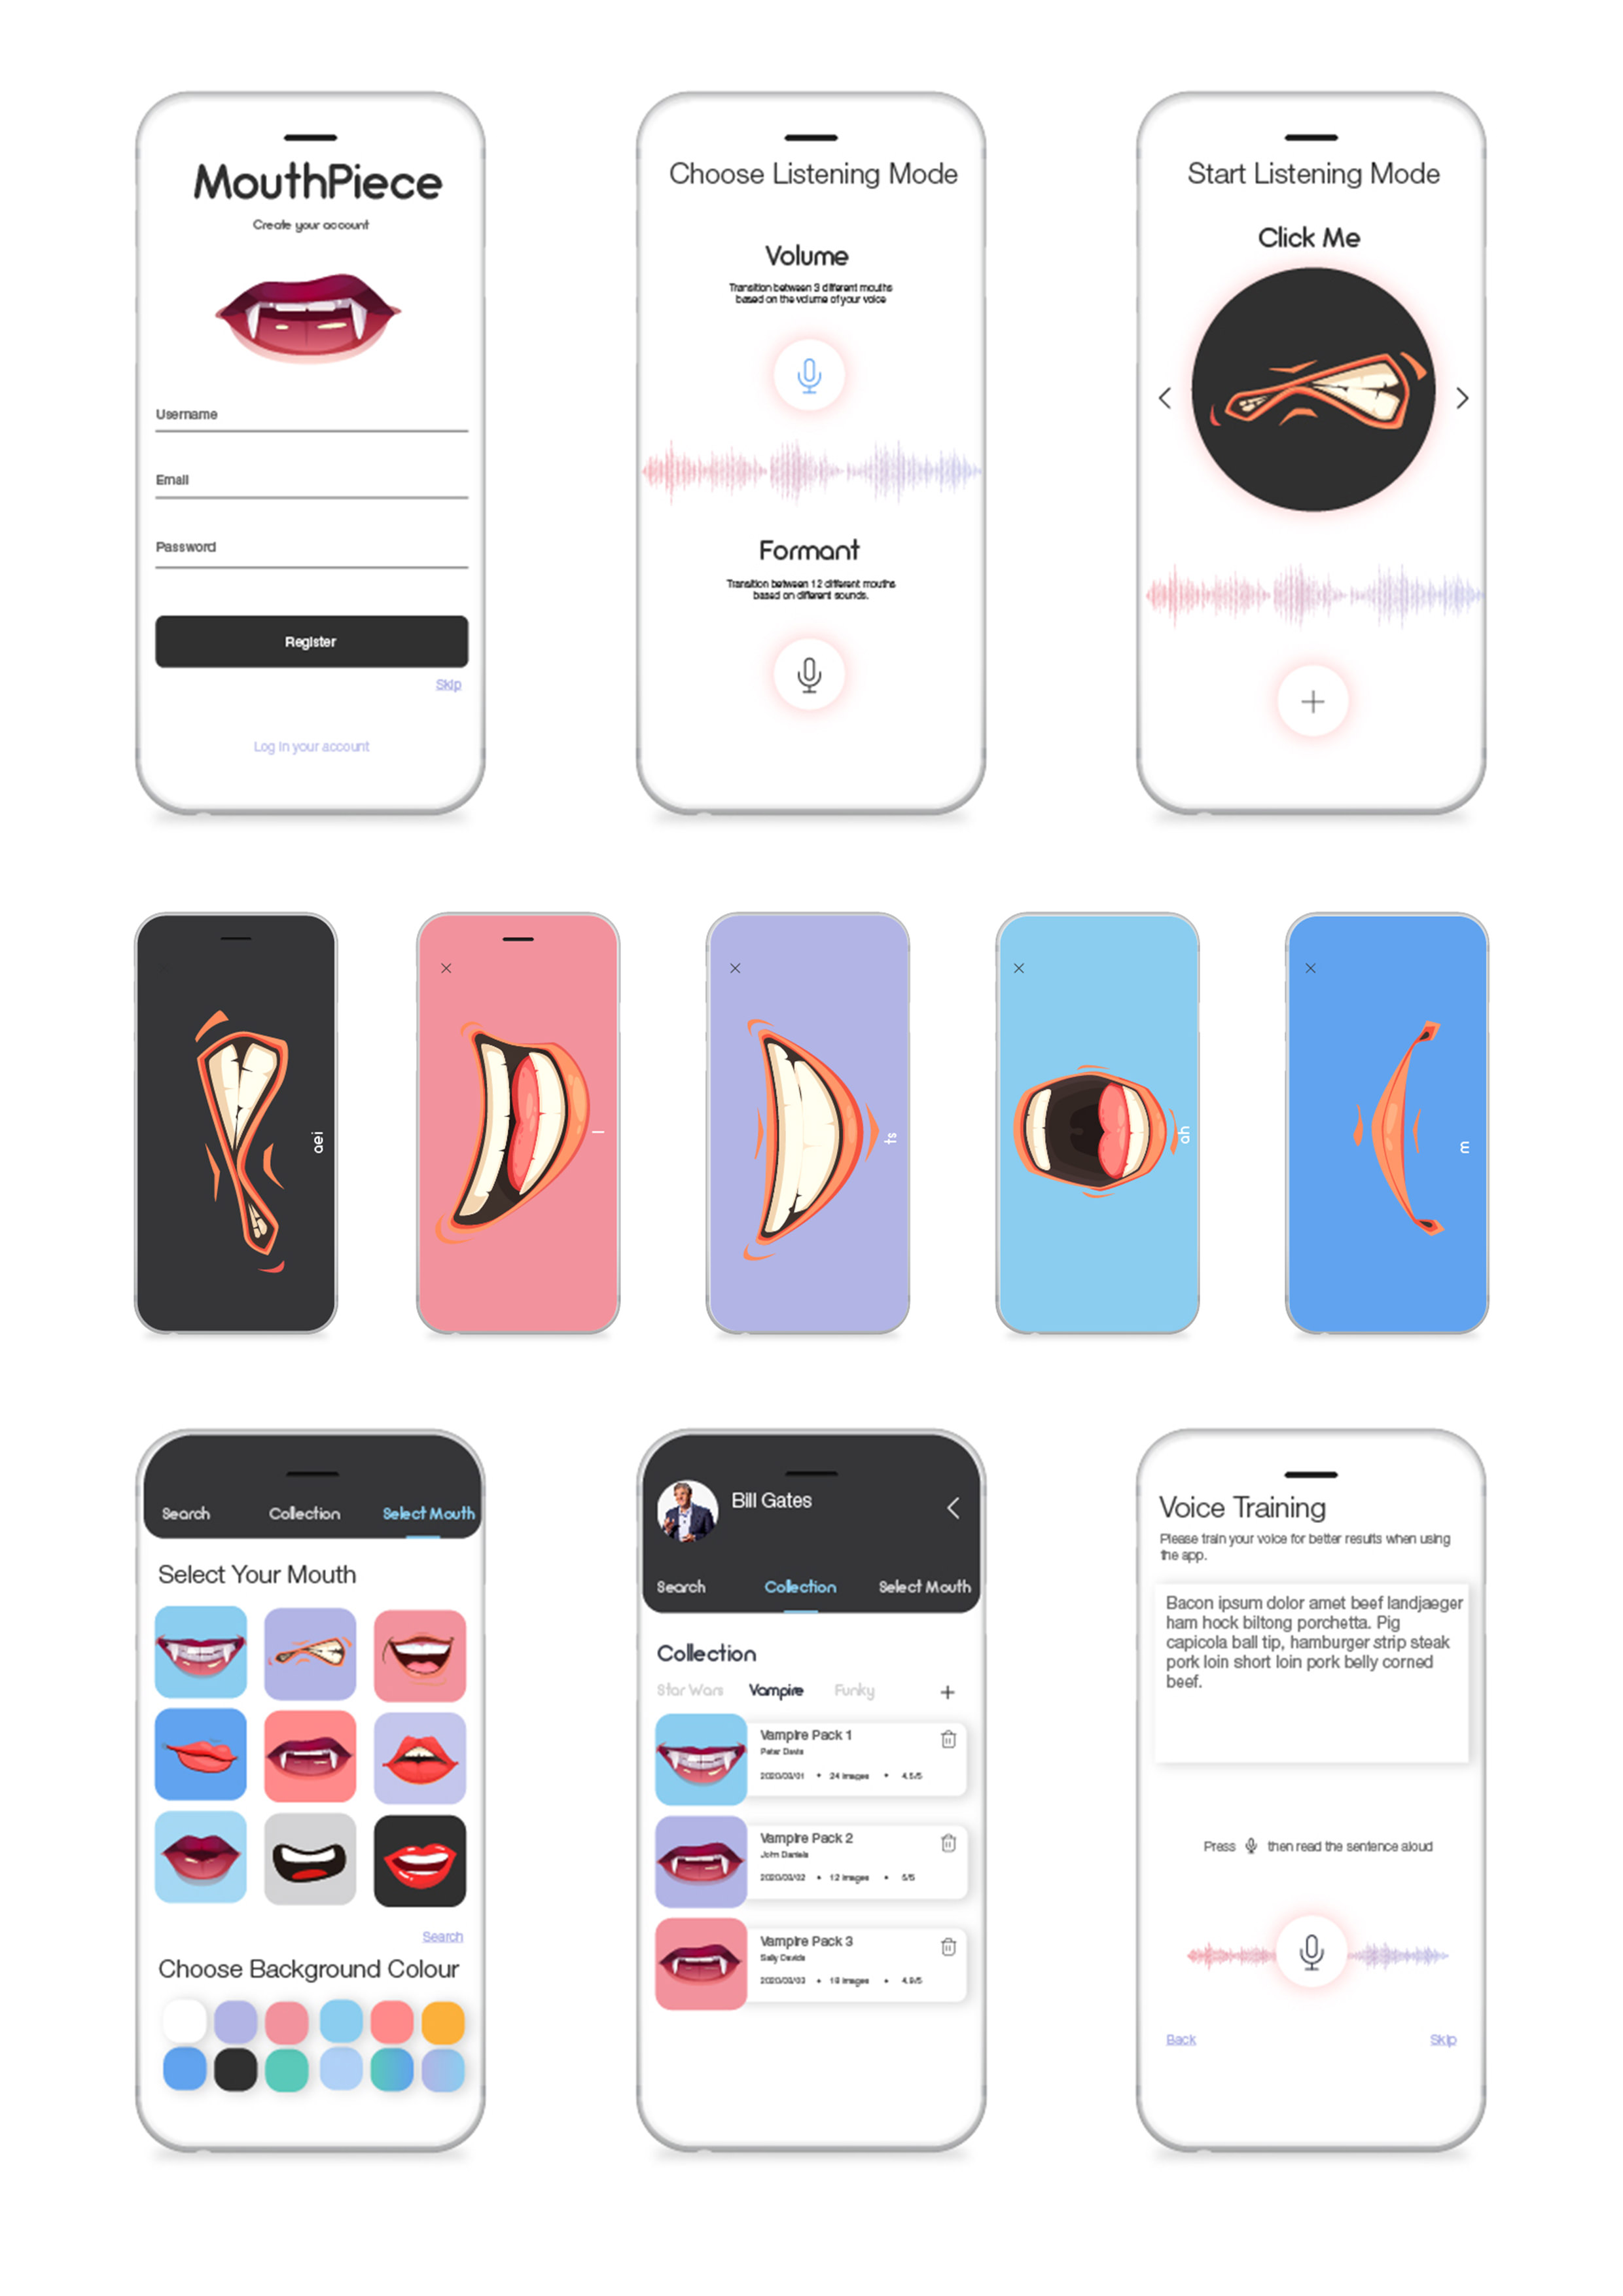 MouthPiece
Create your account
Username
Email
Password
Register
Skip
Log in your account
Choose Listening Mode
Volume
Transition between 3 different mouths
based on the volume of your voice
Formant
Transition between 12 different mouths
based on different sounds.
Start Listening Mode
Click Me
aei
l
ts
ah
m
Search Collection Select Mouth
Select Your Mouth
Search
Choose Background Colour
Bill Gates
Search Collection Select Mouth
Collection
Star Wars Vampire Funky
Vampire Pack 1
Peter Davis
2020/03/01 • 24 images • 4.5/5
Vampire Pack 2
John Daniels
2020/03/02 • 12 images • 5/5
Vampire Pack 3
Sally Davids
2020/03/03 • 18 images • 4.9/5
Voice Training
Please train your voice for better results when using
the app.
Bacon ipsum dolor amet beef landjaeger
ham hock biltong porchetta. Pig
capicola ball tip, hamburger strip steak
pork loin short loin pork belly corned
beef.
Press then read the sentence aloud
Back Skip